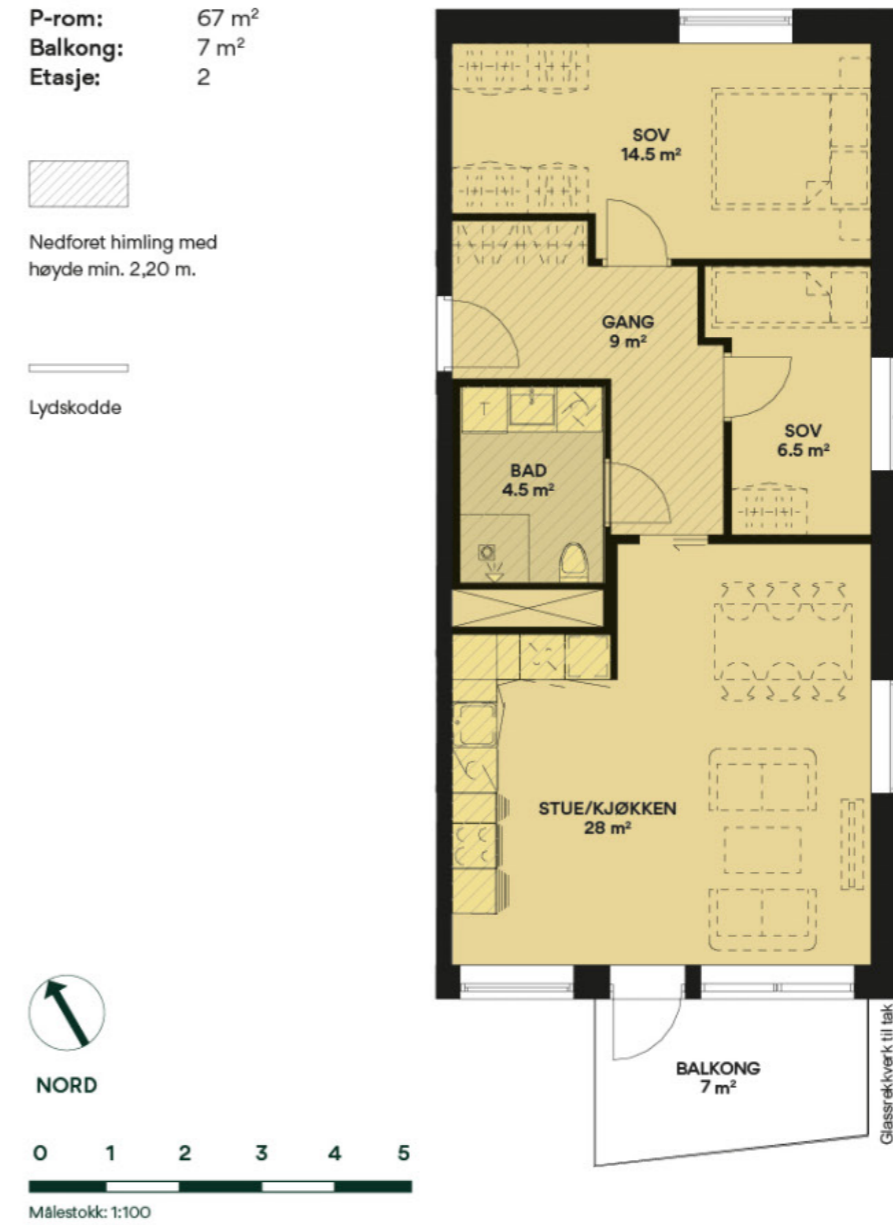 P-rom: 67 m²
Balkong: 7 m²
Etasje: 2
Nedforet himling med
høyde min. 2,20 m.
Lydskodde
SOV
14.5 m²
GANG
9 m²
SOV
6.5 m²
T
BAD
4.5 m²
STUE/KJØKKEN
28 m²
BALKONG
7 m²
Glassrekkverk til tak
NORD
0 1 2 3 4 5
Målestokk: 1:100